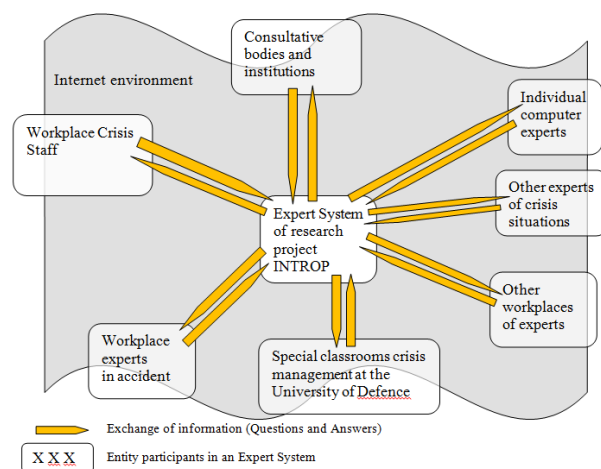 Consultative
bodies and
institutions
Internet environment
Individual
computer
experts
Workplace Crisis
Staff
Other experts
of crisis
situations
Expert System
of research
project
INTROP
Other
workplaces
of experts
Workplace
experts
in accident
Special classrooms crisis
management at the
University of Defence
Exchange of information (Questions and Answers)
X X X
Entity participants in an Expert System